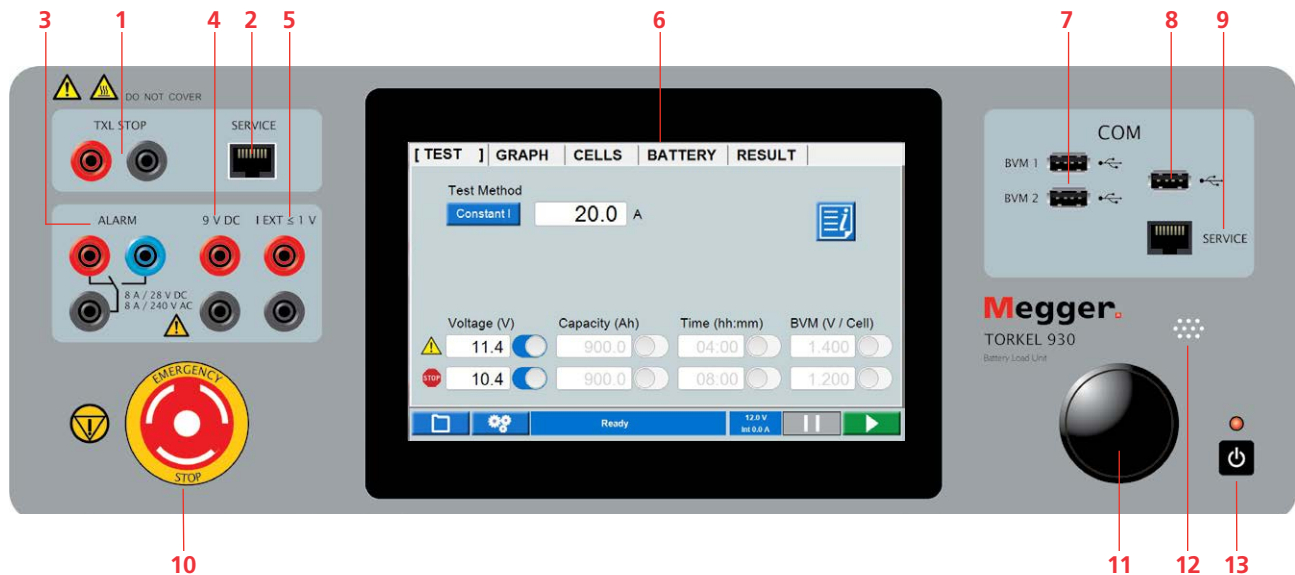 3 1 4 2 5 6 7 8 9
DO NOT COVER
TXL STOP SERVICE
ALARM 9 V DC I EXT ≤ 1 V
8 A / 28 V DC
8 A / 240 V AC
EMERGENCY
STOP
[ TEST ] GRAPH CELLS BATTERY RESULT
Test Method
Constant I 20.0 A
i
Voltage (V) Capacity (Ah) Time (hh:mm) BVM (V / Cell)
11.4 900.0 04:00 1.400
STOP 10.4 900.0 08:00 1.200
Ready 12.0 V
Int 0.0 A
COM
BVM 1
BVM 2
SERVICE
Megger.
TORKEL 930
Battery Load Unit
10 11 12 13